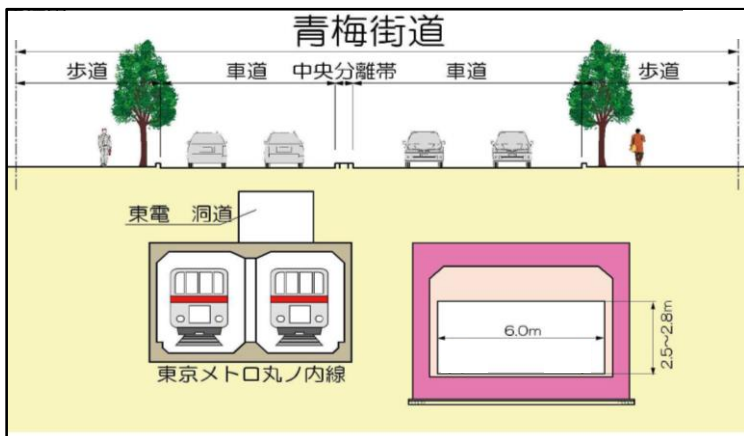 青梅街道
歩道 車道 中央分離帯 車道 歩道
東電 洞道
6.0m
2.5~2.8m
東京メトロ丸ノ内線